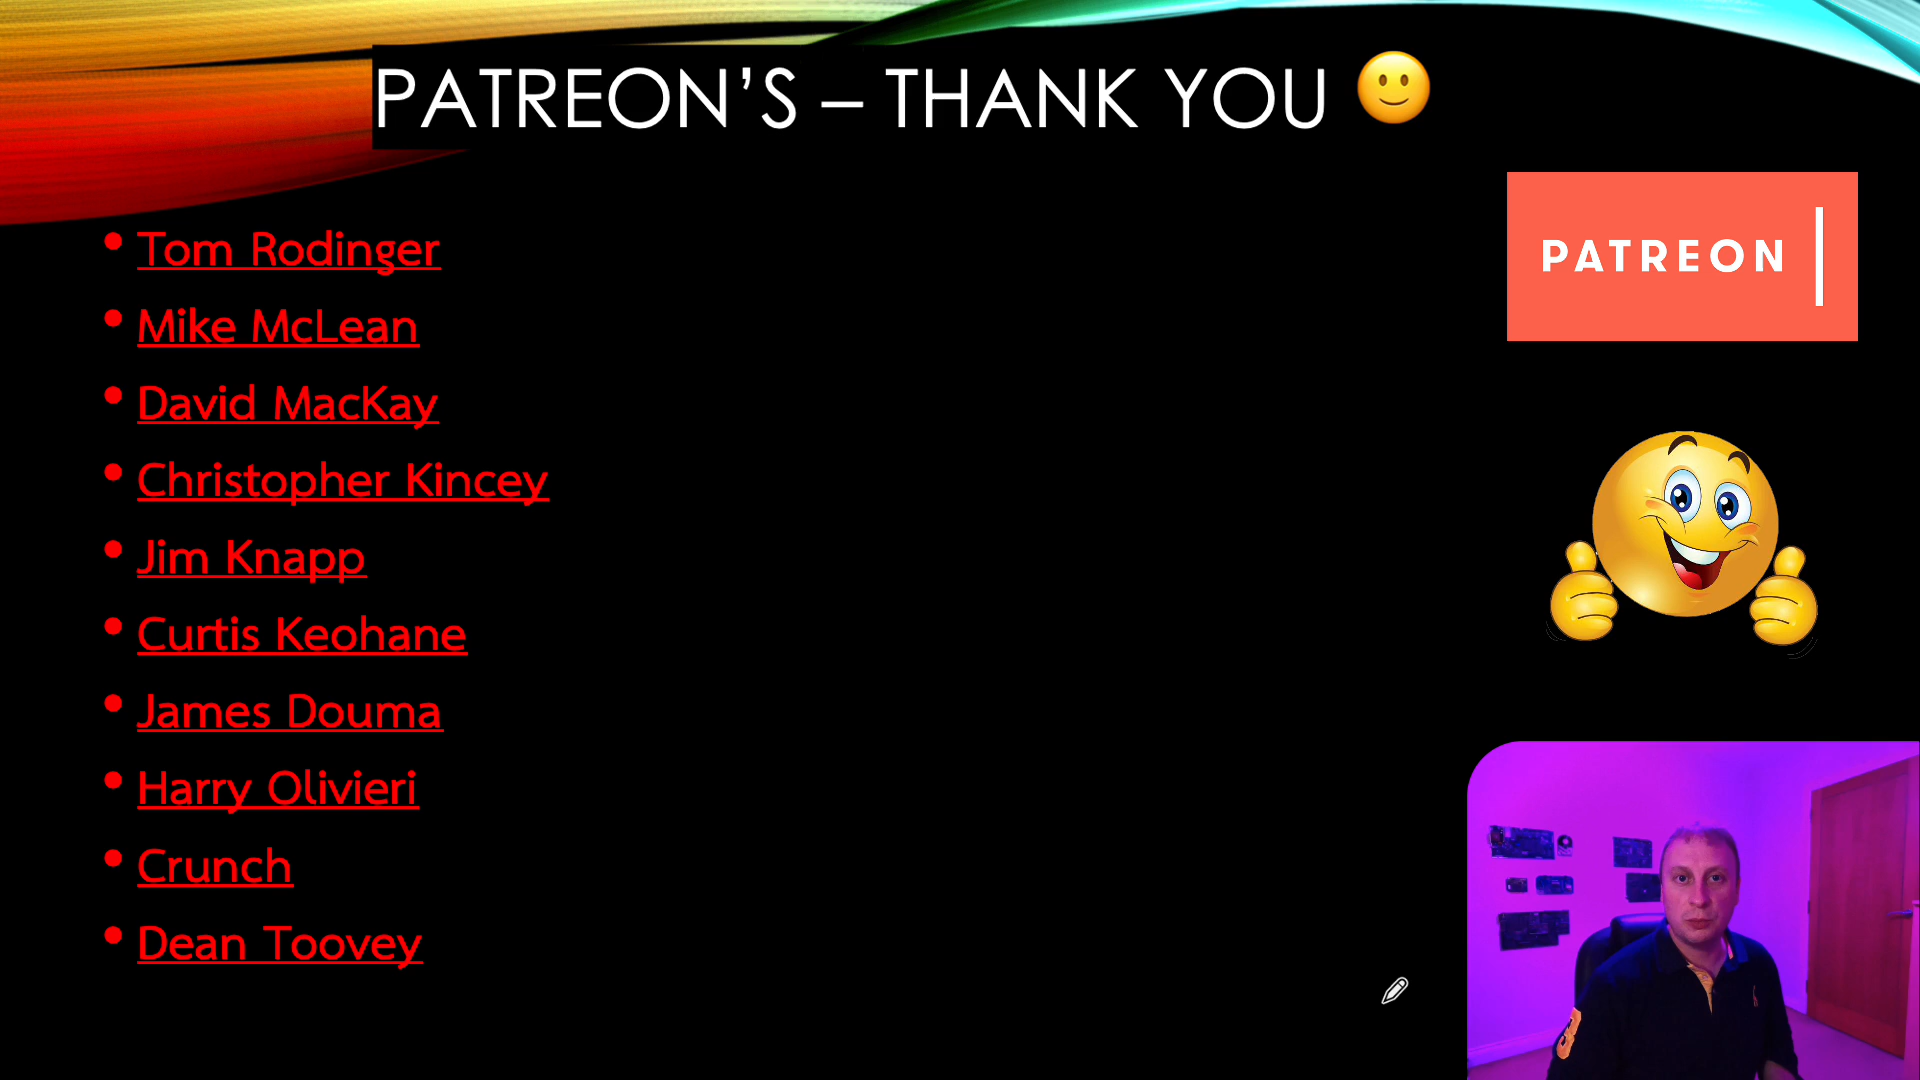 PATREON’S – THANK YOU
PATREON
Tom Rodinger
Mike McLean
David MacKay
Christopher Kincey
Jim Knapp
Curtis Keohane
James Douma
Harry Olivieri
Crunch
Dean Toovey